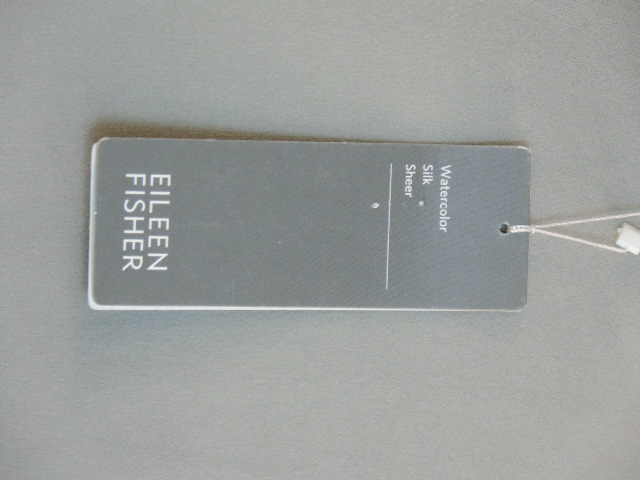 Watercolor
Silk
Sheer
EILEEN
FISHER